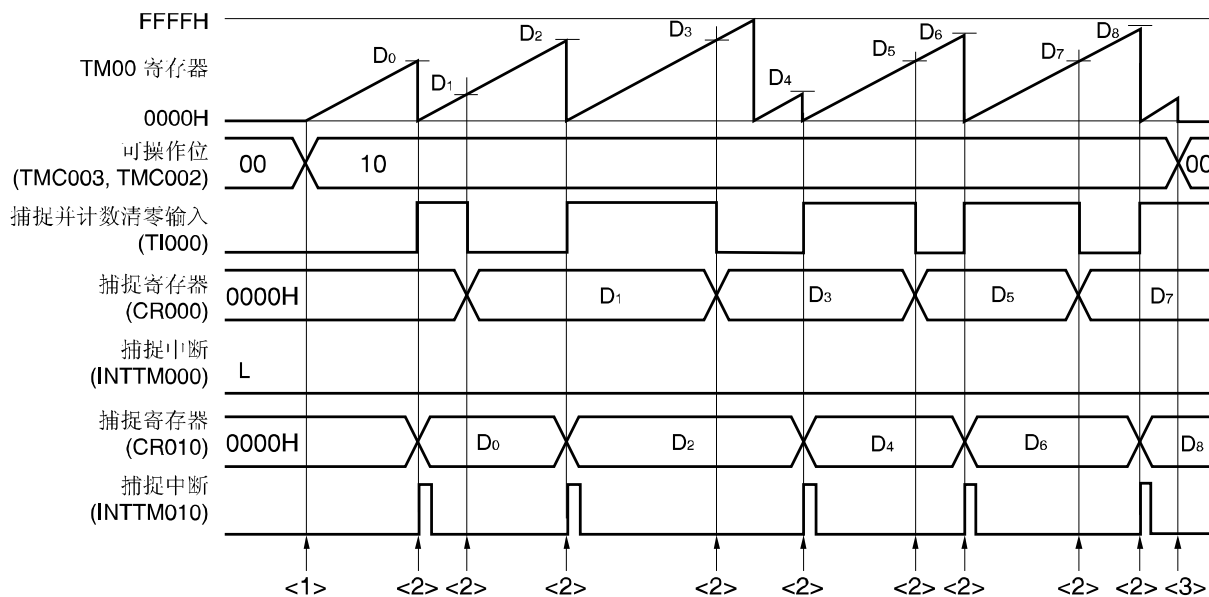 FFFFH
TM00 寄存器
0000H
D0
D1
D2
D3
D4
D5
D6
D7
D8
可操作位
(TMC003, TMC002)
00
10
00
捕捉并计数清零输入
(TI000)
捕捉寄存器
(CR000)
0000H
D1
D3
D5
D7
捕捉中断
(INTTM000)
L
捕捉寄存器
(CR010)
0000H
D0
D2
D4
D6
D8
捕捉中断
(INTTM010)
<1> <2> <2> <2> <2> <2> <2> <2> <2> <2> <3>